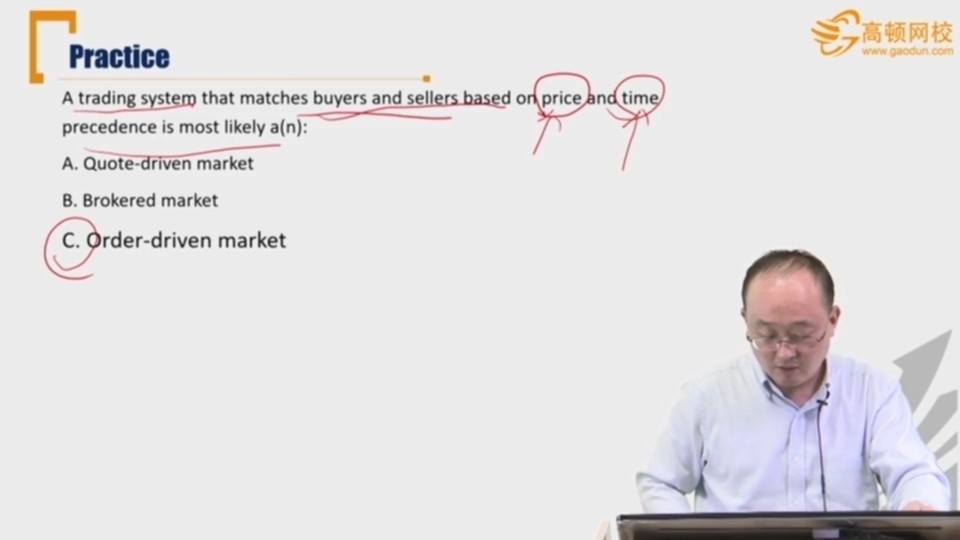 Practice
高顿网校
www.gaodun.com
A trading system that matches buyers and sellers based on price and time
precedence is most likely a(n):
A. Quote-driven market
B. Brokered market
C. Order-driven market